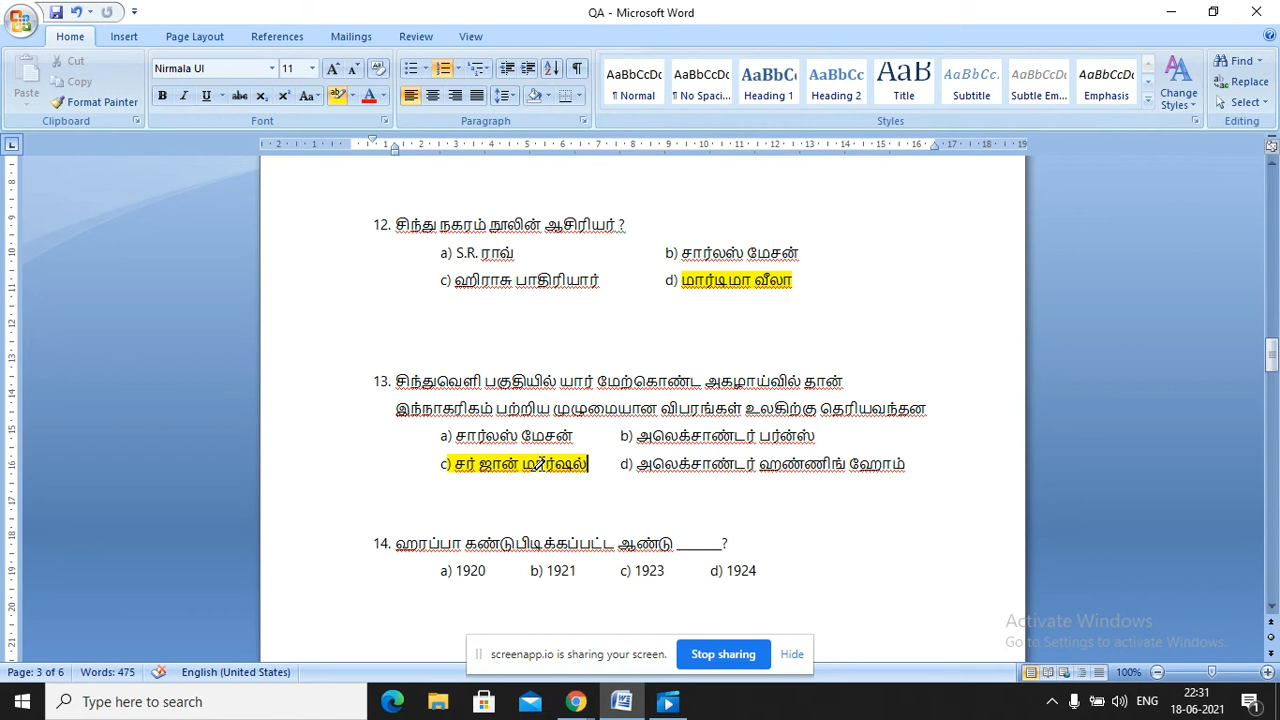 QA - Microsoft Word
Home Insert Page Layout References Mailings Review View
Cut
Copy
Format Painter
Paste
Clipboard
Nirmala UI 11
Font
Paragraph
AaBbCcDc AaBbCcDc AaBbCc AaBbCc AaB AaBbCc. AaBbCcDc AaBbCcDc
¶ Normal ¶ No Spaci... Heading 1 Heading 2 Title Subtitle Subtle Em... Emphasis
Styles
Change Styles
Find
Replace
Select
Editing
12. சிந்து நகரம் நூலின் ஆசிரியர் ?
a) S.R. ராவ் b) சார்லஸ் மேசன்
c) ஹிராசு பாதிரியார் d) மார்டிமா வீலா
13. சிந்துவெளி பகுதியில் யார் மேற்கொண்ட அகழாய்வில் தான்
இந்நாகரிகம் பற்றிய முழுமையான விபரங்கள் உலகிற்கு தெரியவந்தன
a) சார்லஸ் மேசன் b) அலெக்சாண்டர் பர்ன்ஸ்
c) சர் ஜான் மார்ஷல் d) அலெக்சாண்டர் ஹண்ணிங் ஹோம்
14. ஹரப்பா கண்டுபிடிக்கப்பட்ட ஆண்டு ______?
a) 1920 b) 1921 c) 1923 d) 1924
Activate Windows
Go to Settings to activate Windows.
screenapp.io is sharing your screen. Stop sharing Hide
Page: 3 of 6 Words: 475 English (United States) 100%
Type here to search
ENG 22:31
18-06-2021